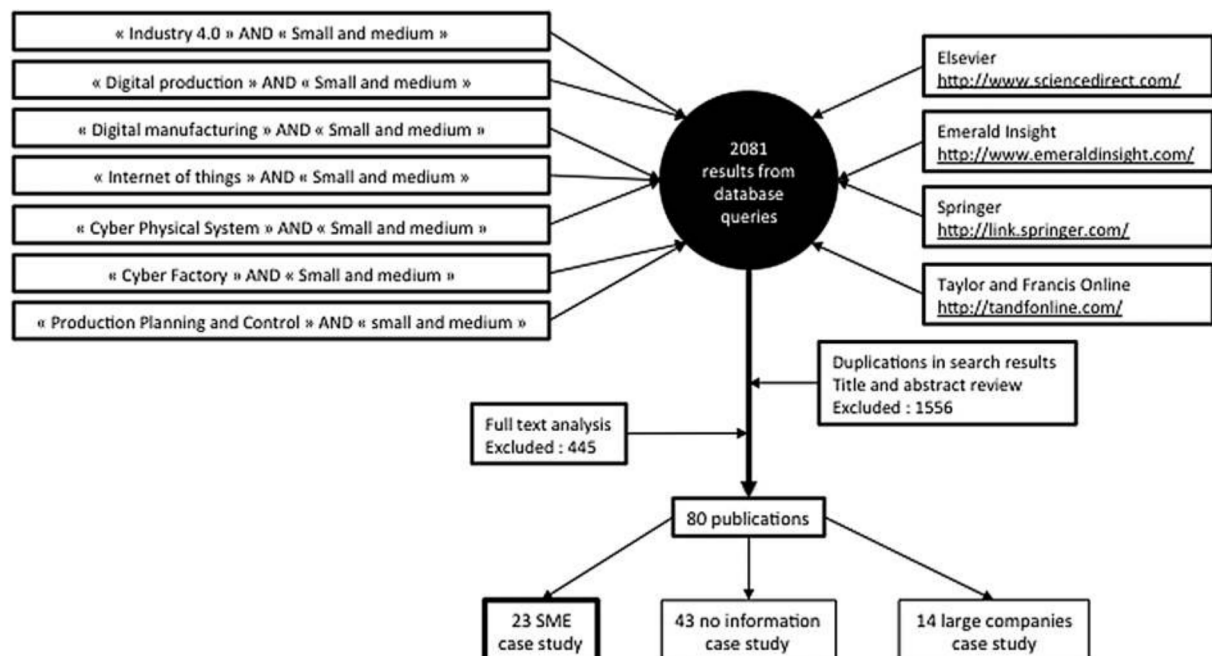 « Industry 4.0 » AND « Small and medium »
« Digital production » AND « Small and medium »
« Digital manufacturing » AND « Small and medium »
« Internet of things » AND « Small and medium »
« Cyber Physical System » AND « Small and medium »
« Cyber Factory » AND « Small and medium »
« Production Planning and Control » AND « small and medium »
2081
results from
database
queries
Elsevier
http://www.sciencedirect.com/
Emerald Insight
http://www.emeraldinsight.com/
Springer
http://link.springer.com/
Taylor and Francis Online
http://tandfonline.com/
Duplications in search results
Title and abstract review
Excluded : 1556
Full text analysis
Excluded : 445
80 publications
23 SME
case study
43 no information
case study
14 large companies
case study